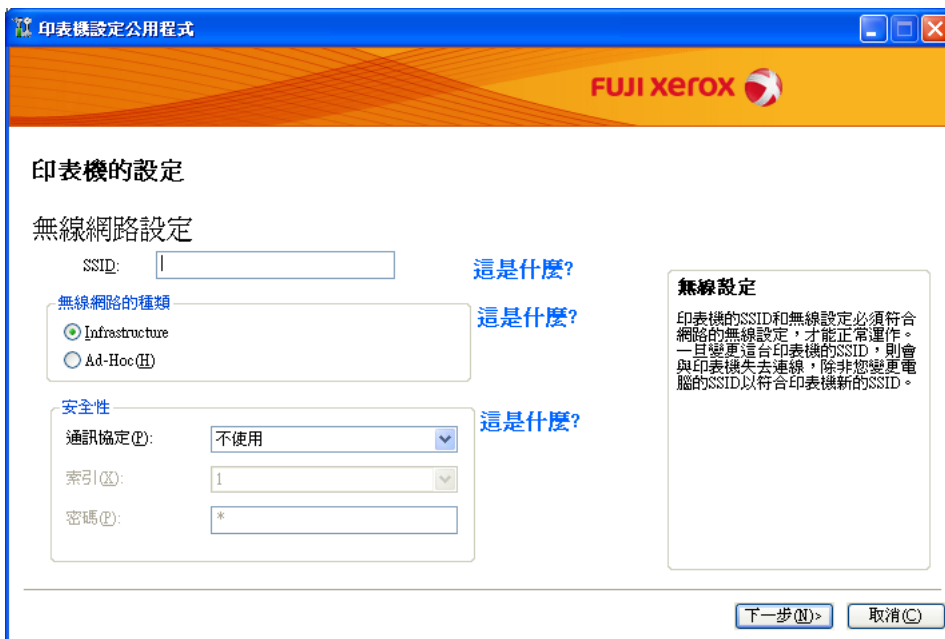 印表機設定公用程式
FUJI xerox
印表機的設定
無線網路設定
SSID:
這是什麼?
無線網路的種類
這是什麼?
Infrastructure
Ad-Hoc(H)
安全性
這是什麼?
通訊協定(P):
不使用
索引(X):
1
密碼(P):
*
無線設定
印表機的SSID和無線設定必須符合
網路的無線設定，才能正常運作。
一旦變更這台印表機的SSID，則會
與印表機失去連線，除非您變更電
腦的SSID以符合印表機新的SSID。
下一步(N)>
取消(C)